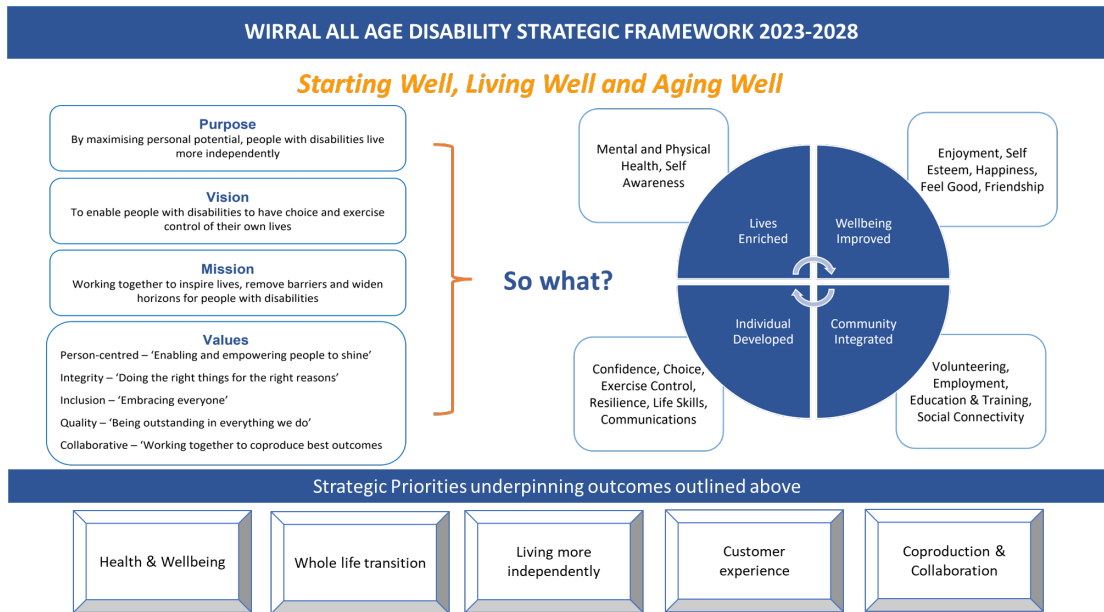 WIRRAL ALL AGE DISABILITY STRATEGIC FRAMEWORK 2023-2028
Starting Well, Living Well and Aging Well
Purpose
By maximising personal potential, people with disabilities live
more independently
Vision
To enable people with disabilities to have choice and exercise
control of their own lives
Mission
Working together to inspire lives, remove barriers and widen
horizons for people with disabilities
Values
Person-centred – ‘Enabling and empowering people to shine’
Integrity – ‘Doing the right things for the right reasons’
Inclusion – ‘Embracing everyone’
Quality – ‘Being outstanding in everything we do’
Collaborative – ‘Working together to coproduce best outcomes
So what?
Mental and Physical
Health, Self
Awareness
Enjoyment, Self
Esteem, Happiness,
Feel Good, Friendship
Lives
Enriched
Wellbeing
Improved
Individual
Developed
Community
Integrated
Confidence, Choice,
Exercise Control,
Resilience, Life Skills,
Communications
Volunteering,
Employment,
Education & Training,
Social Connectivity
Strategic Priorities underpinning outcomes outlined above
Health & Wellbeing
Whole life transition
Living more
independently
Customer
experience
Coproduction &
Collaboration